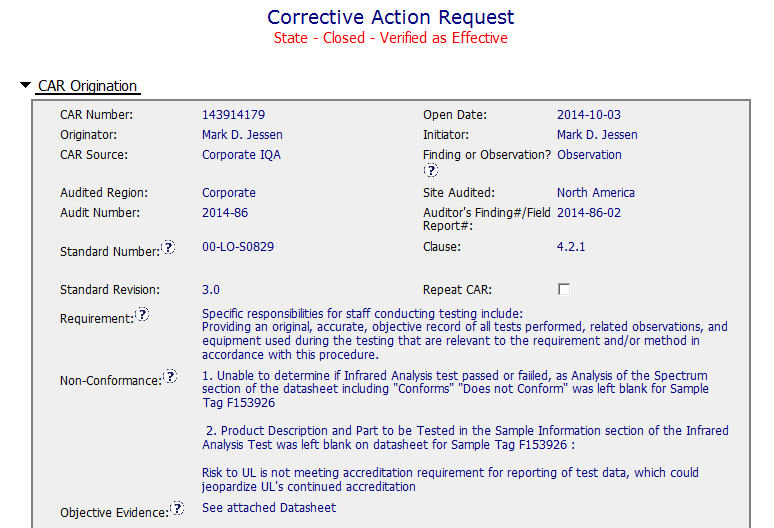 Corrective Action Request
State - Closed - Verified as Effective
CAR Origination
CAR Number: 143914179 Open Date: 2014-10-03
Originator: Mark D. Jessen Initiator: Mark D. Jessen
CAR Source: Corporate IQA Finding or Observation? Observation
?
Audited Region: Corporate Site Audited: North America
Audit Number: 2014-86 Auditor's Finding#/Field 2014-86-02
Report#:
Standard Number:? 00-LO-S0829 Clause: 4.2.1
Standard Revision: 3.0 Repeat CAR:
Requirement:? Specific responsibilities for staff conducting testing include:
Providing an original, accurate, objective record of all tests performed, related observations, and
equipment used during the testing that are relevant to the requirement and/or method in
accordance with this procedure.
Non-Conformance:? 1. Unable to determine if Infrared Analysis test passed or faiIed, as Analysis of the Spectrum
section of the datasheet including "Conforms" "Does not Conform" was left blank for Sample
Tag F153926
2. Product Description and Part to be Tested in the Sample Information section of the Infrared
Analysis Test was left blank on datasheet for Sample Tag F153926 :
Risk to UL is not meeting accreditation requirement for reporting of test data, which could
jeopardize UL's continued accreditation
Objective Evidence:? See attached Datasheet